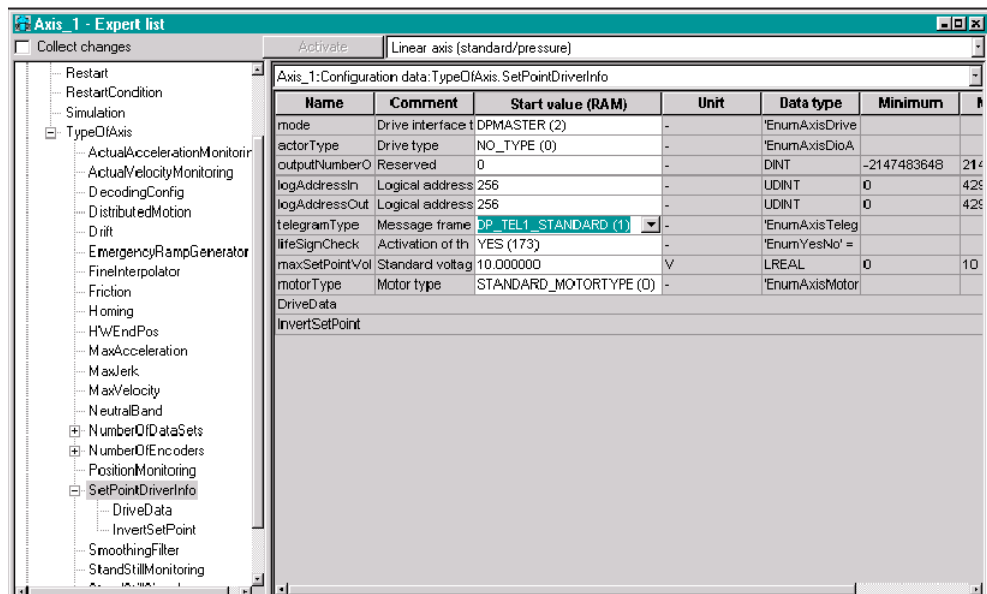 Axis_1 - Expert list
Collect changes
Activate
Linear axis (standard/pressure)
Restart
RestartCondition
Simulation
TypeOfAxis
ActualAccelerationMonitorin
ActualVelocityMonitoring
DecodingConfig
DistributedMotion
Drift
EmergencyRampGenerator
FineInterpolator
Friction
Homing
HWEndPos
MaxAcceleration
MaxJerk
MaxVelocity
NeutralBand
NumberOfDataSets
NumberOfEncoders
PositionMonitoring
SetPointDriverInfo
DriveData
InvertSetPoint
SmoothingFilter
StandStillMonitoring
Axis_1:Configuration data:TypeOfAxis.SetPointDriverInfo
Name Comment Start value (RAM) Unit Data type Minimum
mode Drive interface t DPMASTER (2) - 'EnumAxisDrive
actorType Drive type NO_TYPE (0) - 'EnumAxisDioA
outputNumberO Reserved 0 - DINT -2147483648 214
logAddressIn Logical address 256 - UDINT 0 429
logAddressOut Logical address 256 - UDINT 0 429
telegramType Message frame DP_TEL1_STANDARD (1) - 'EnumAxisTeleg
lifeSignCheck Activation of th YES (173) - 'EnumYesNo' =
maxSetPointVol Standard voltag 10.000000 V LREAL 0 10
motorType Motor type STANDARD_MOTORTYPE (0) - 'EnumAxisMotor
DriveData
InvertSetPoint